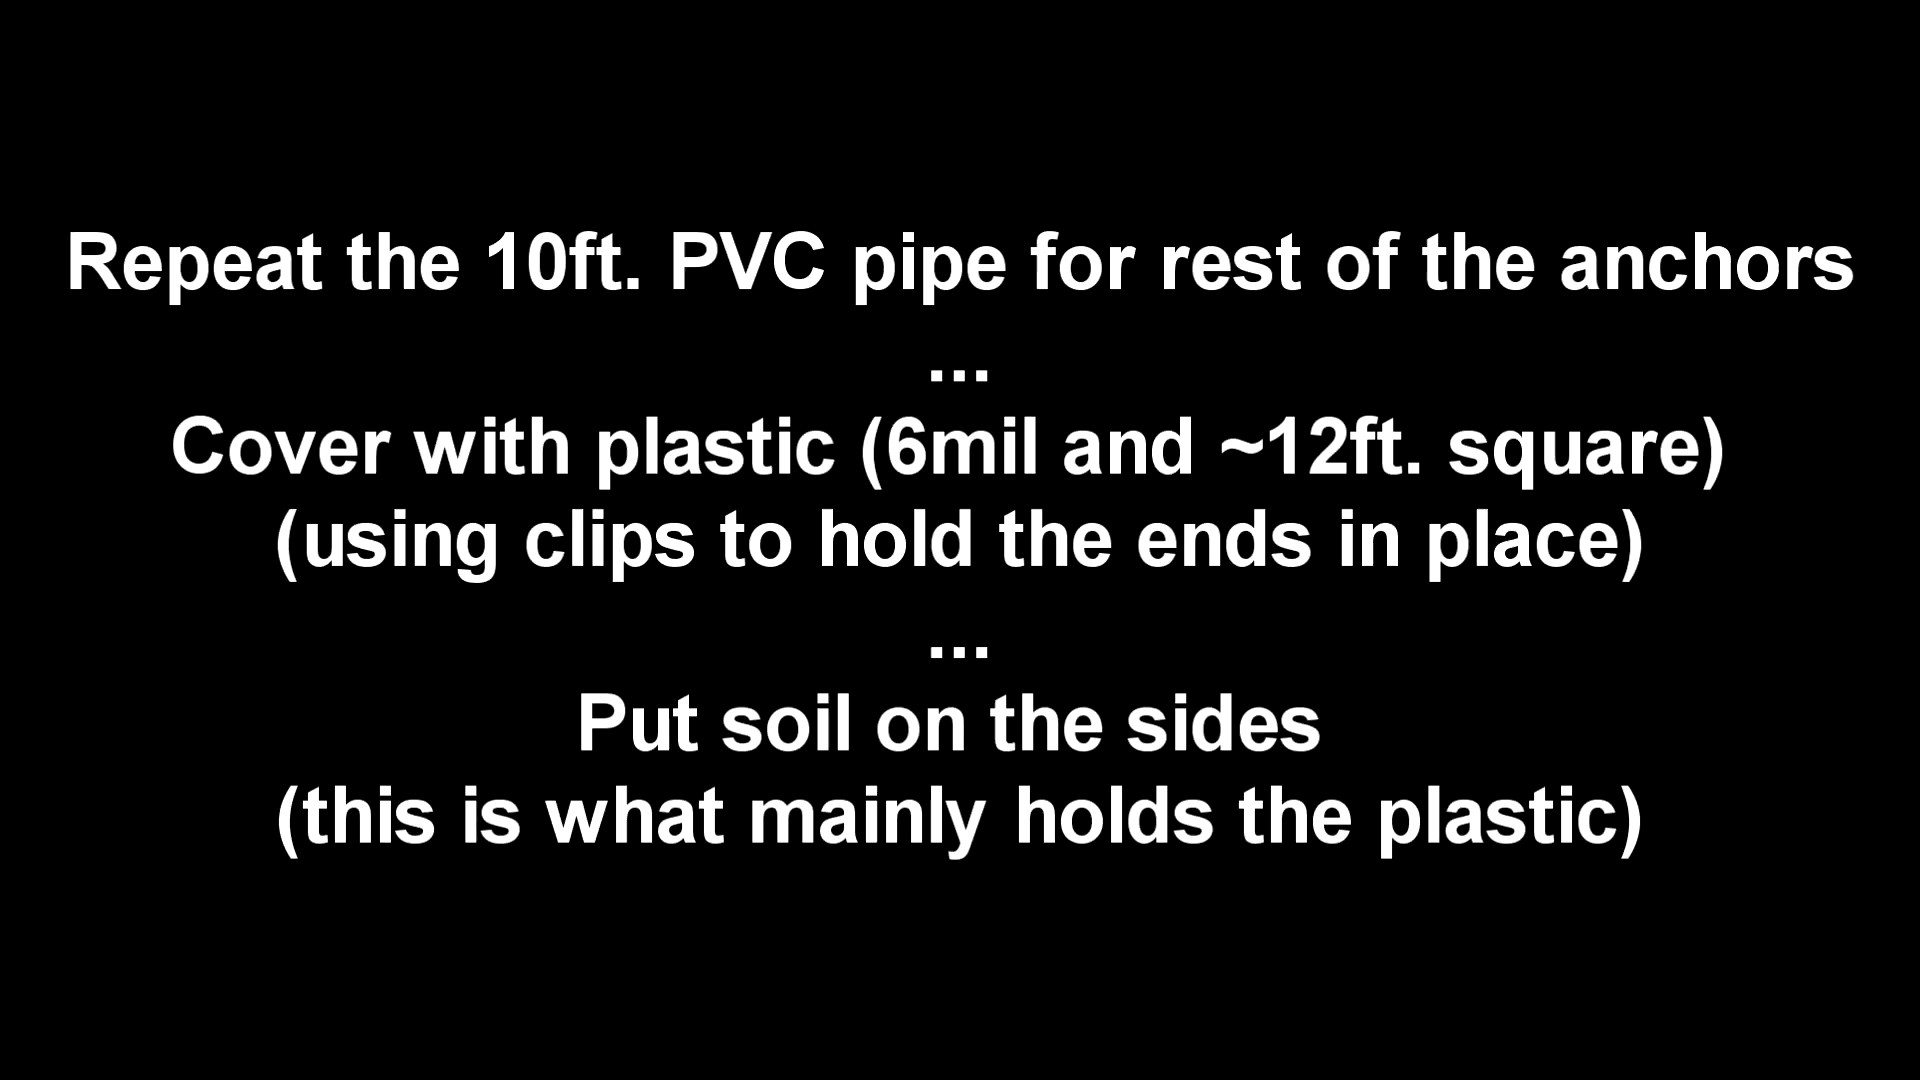 Repeat the 10ft. PVC pipe for rest of the anchors
...
Cover with plastic (6mil and ~12ft. square)
(using clips to hold the ends in place)
...
Put soil on the sides
(this is what mainly holds the plastic)